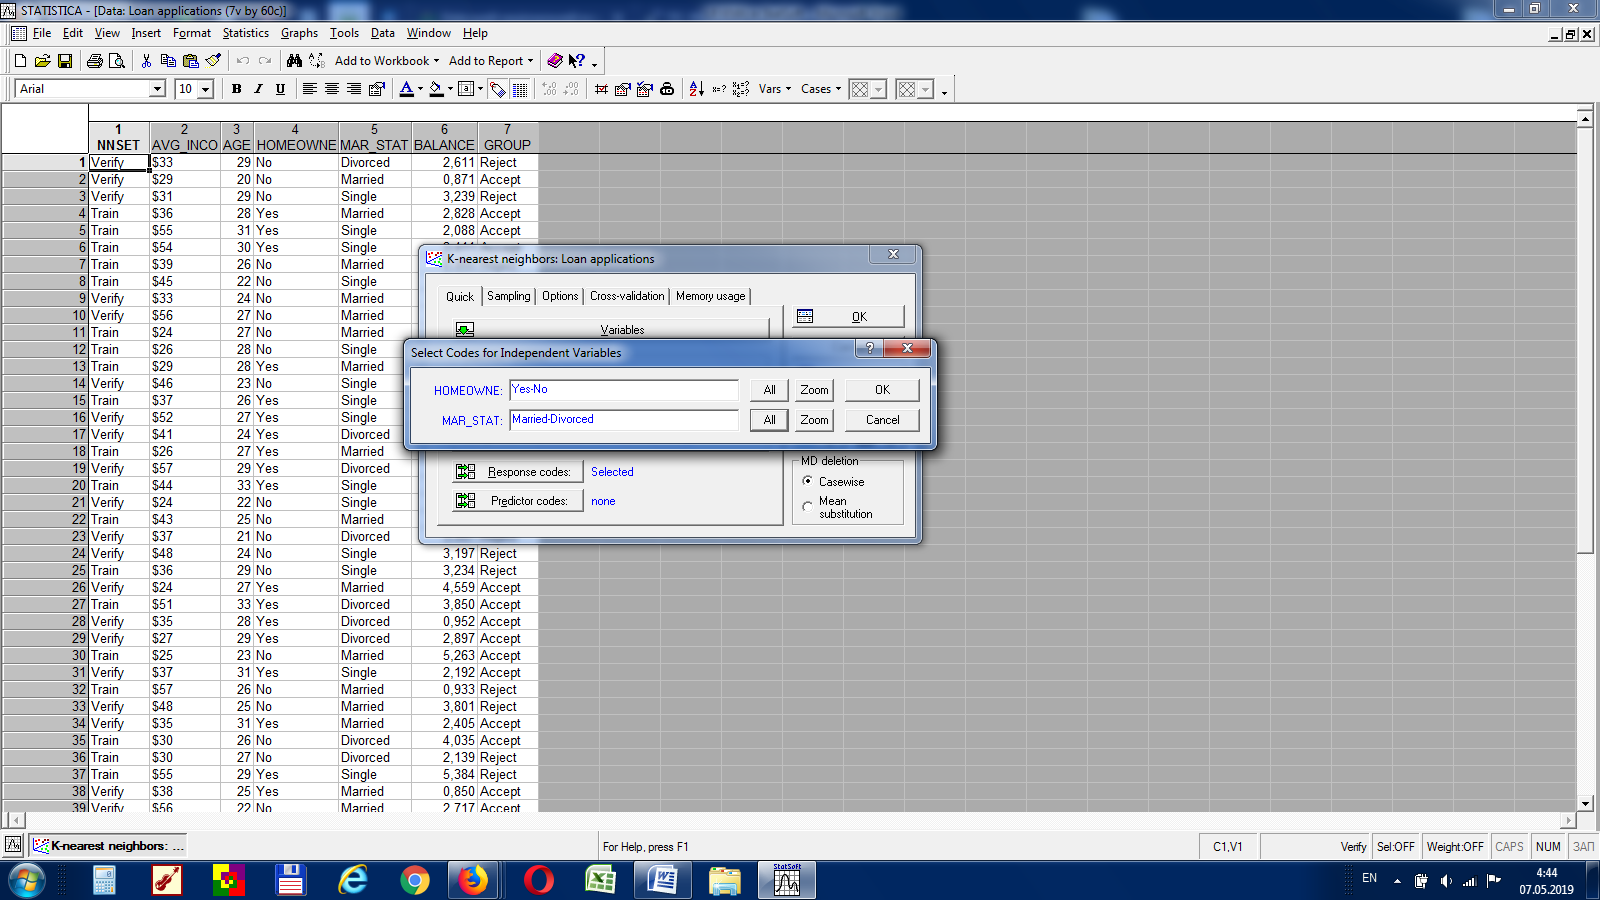 STATISTICA - [Data: Loan applications (7v by 60c)]
File Edit View Insert Format Statistics Graphs Tools Data Window Help
Add to Workbook Add to Report
Arial 10 B I U A Vars Cases
1 2 3 4 5 6 7
NNSET AVG_INCO AGE HOMEOWNE MAR_STAT BALANCE GROUP
1 Verify $33 29 No Divorced 2,611 Reject
2 Verify $29 20 No Married 0,871 Accept
3 Verify $31 29 No Single 3,239 Reject
4 Train $36 28 Yes Married 2,828 Accept
5 Train $55 31 Yes Single 2,088 Accept
6 Train $54 30 Yes Single
7 Train $39 26 No Married
8 Train $45 22 No Single
9 Verify $33 24 No Married
10 Verify $56 27 No Married
11 Train $24 27 No Married
12 Train $26 28 No Single
13 Train $29 28 Yes Married
14 Verify $46 23 No Single
15 Train $37 26 Yes Single
16 Verify $52 27 Yes Single
17 Verify $41 24 Yes Divorced
18 Train $26 27 Yes Married
19 Verify $57 29 Yes Divorced
20 Train $44 33 Yes Single
21 Verify $24 22 No Single
22 Train $43 25 No Married
23 Verify $37 21 No Divorced
24 Verify $48 24 No Single 3,197 Reject
25 Train $36 29 No Single 3,234 Reject
26 Verify $24 27 Yes Married 4,559 Accept
27 Train $51 33 Yes Divorced 3,850 Accept
28 Verify $35 28 Yes Divorced 0,952 Accept
29 Verify $27 29 Yes Divorced 2,897 Accept
30 Train $25 23 No Married 5,263 Accept
31 Verify $37 31 Yes Single 2,192 Accept
32 Train $57 26 No Married 0,933 Reject
33 Verify $48 25 No Married 3,801 Reject
34 Verify $35 31 Yes Married 2,405 Accept
35 Train $30 26 No Divorced 4,035 Accept
36 Train $30 27 No Divorced 2,139 Reject
37 Train $55 29 Yes Single 5,384 Reject
38 Verify $38 25 Yes Married 0,850 Accept
39 Verify $56 22 No Married 2,717 Accept
K-nearest neighbors: Loan applications
Quick Sampling Options Cross-validation Memory usage
Variables
OK
Select Codes for Independent Variables
HOMEOWNE: Yes-No All Zoom OK
MAR_STAT: Married-Divorced All Zoom Cancel
Response codes: Selected
Predictor codes: none
MD deletion
Casewise
Mean
substitution
K-nearest neighbors: ...
For Help, press F1 C1,V1 Verify Sel:OFF Weight:OFF CAPS NUM ЗАП
StatSoft
EN
4:44
07.05.2019